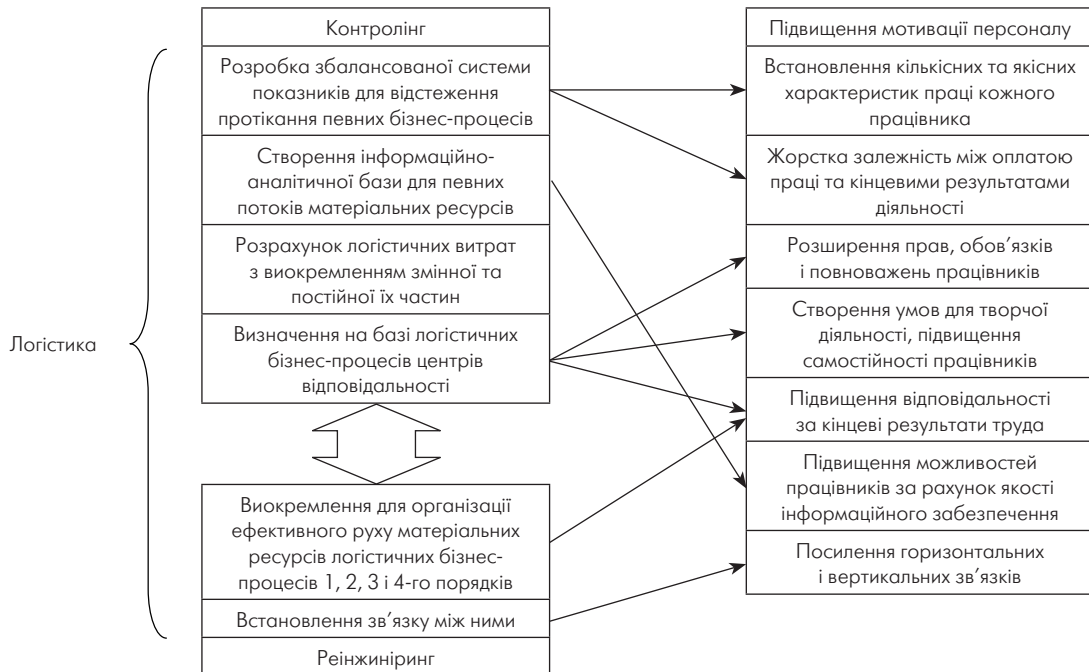 Логістика
Контролінг
Розробка збалансованої системи
показників для відстеження
протікання певних бізнес-процесів
Створення інформаційно-
аналітичної бази для певних
потоків матеріальних ресурсів
Розрахунок логістичних витрат
з виокремленням змінної та
постійної їх частин
Визначення на базі логістичних
бізнес-процесів центрів
відповідальності
Виокремлення для організації
ефективного руху матеріальних
ресурсів логістичних бізнес-
процесів 1, 2, 3 і 4-го порядків
Встановлення зв’язку між ними
Реінжиніринг
Підвищення мотивації персоналу
Встановлення кількісних та якісних
характеристик праці кожного
працівника
Жорстка залежність між оплатою
праці та кінцевими результатами
діяльності
Розширення прав, обов’язків
і повноважень працівників
Створення умов для творчої
діяльності, підвищення
самостійності працівників
Підвищення відповідальності
за кінцеві результати труда
Підвищення можливостей
працівників за рахунок якості
інформаційного забезпечення
Посилення горизонтальних
і вертикальних зв’язків